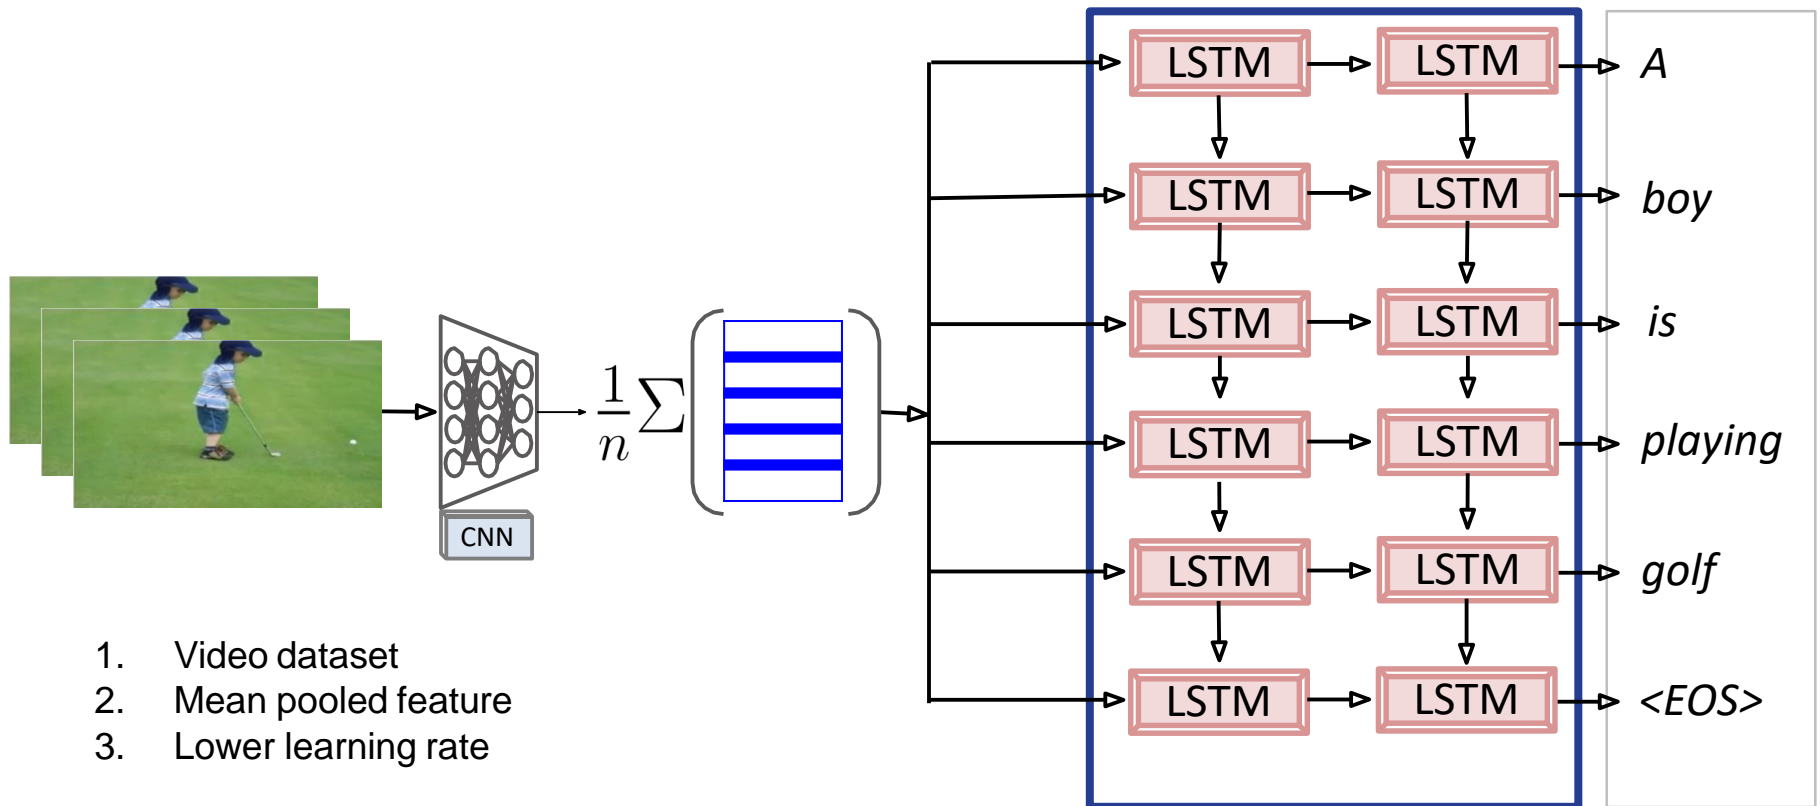 LSTM LSTM A
LSTM LSTM boy
LSTM LSTM is
LSTM LSTM playing
1/n ∑
CNN
LSTM LSTM golf
LSTM LSTM <EOS>
1. Video dataset
2. Mean pooled feature
3. Lower learning rate